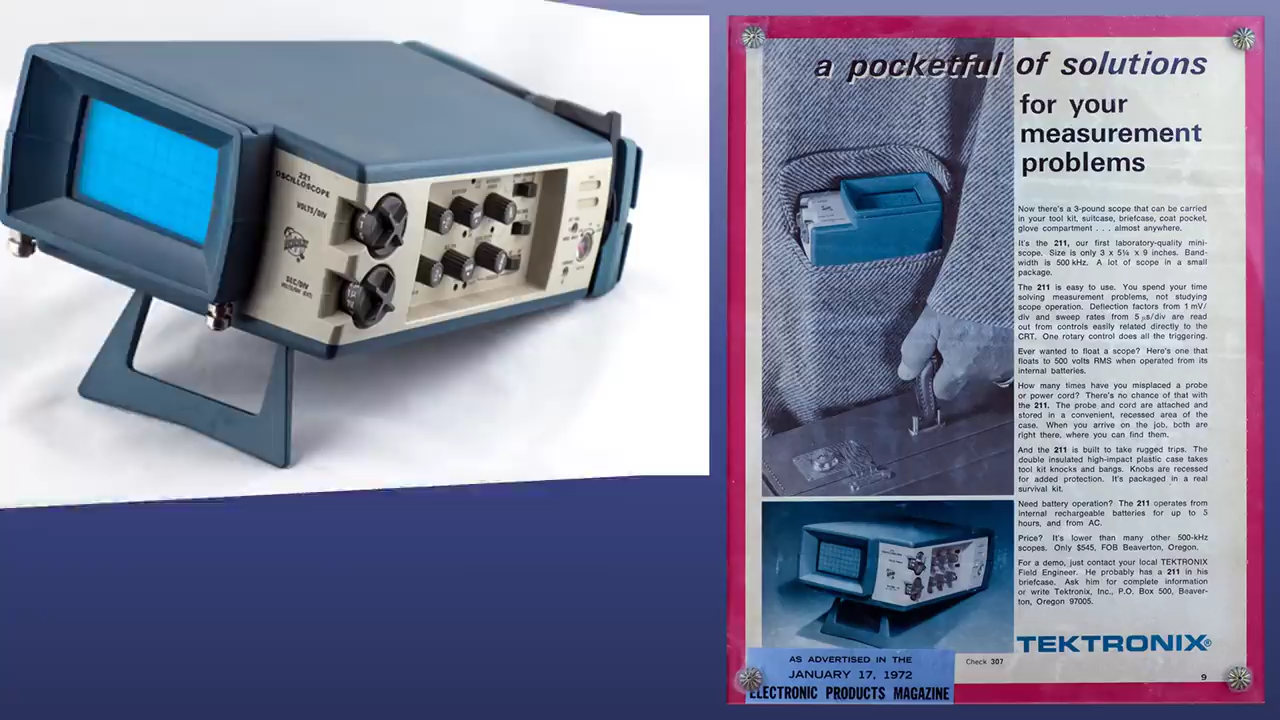 221
OSCILLOSCOPE
VOLTS/DIV
SEC/DIV
a pocketful of solutions
for your
measurement
problems
Now there's a 3-pound scope that can be carried
in your tool kit, suitcase, briefcase, coat pocket,
glove compartment . . . almost anywhere.
It's the 211, our first laboratory-quality mini-
scope. Size is only 3 x 5¼ x 9 inches. Band-
width is 500 kHz. A lot of scope in a small
package.
The 211 is easy to use. You spend your time
solving measurement problems, not studying
scope operation. Deflection factors from 1 mV/
div and sweep rates from 5 µs/div are read
out from controls easily related directly to the
CRT. One rotary control does all the triggering.
Ever wanted to float a scope? Here's one that
floats to 500 volts RMS when operated from its
internal batteries.
How many times have you misplaced a probe
or power cord? There's no chance of that with
the 211. The probe and cord are attached and
stored in a convenient, recessed area of the
case. When you arrive on the job, both are
right there, where you can find them.
And the 211 is built to take rugged trips. The
double insulated high-impact plastic case takes
tool kit knocks and bangs. Knobs are recessed
for added protection. It's packaged in a real
survival kit.
Need battery operation? The 211 operates from
internal rechargeable batteries for up to 5
hours, and from AC.
Price? It's lower than many other 500-kHz
scopes. Only $545, FOB Beaverton, Oregon.
For a demo, just contact your local TEKTRONIX
Field Engineer. He probably has a 211 in his
briefcase. Ask him for complete information
or write Tektronix, Inc., P.O. Box 500, Beaver-
ton, Oregon 97005.
TEKTRONIX®
Check 307
9
AS ADVERTISED IN THE
JANUARY 17, 1972
ELECTRONIC PRODUCTS MAGAZINE